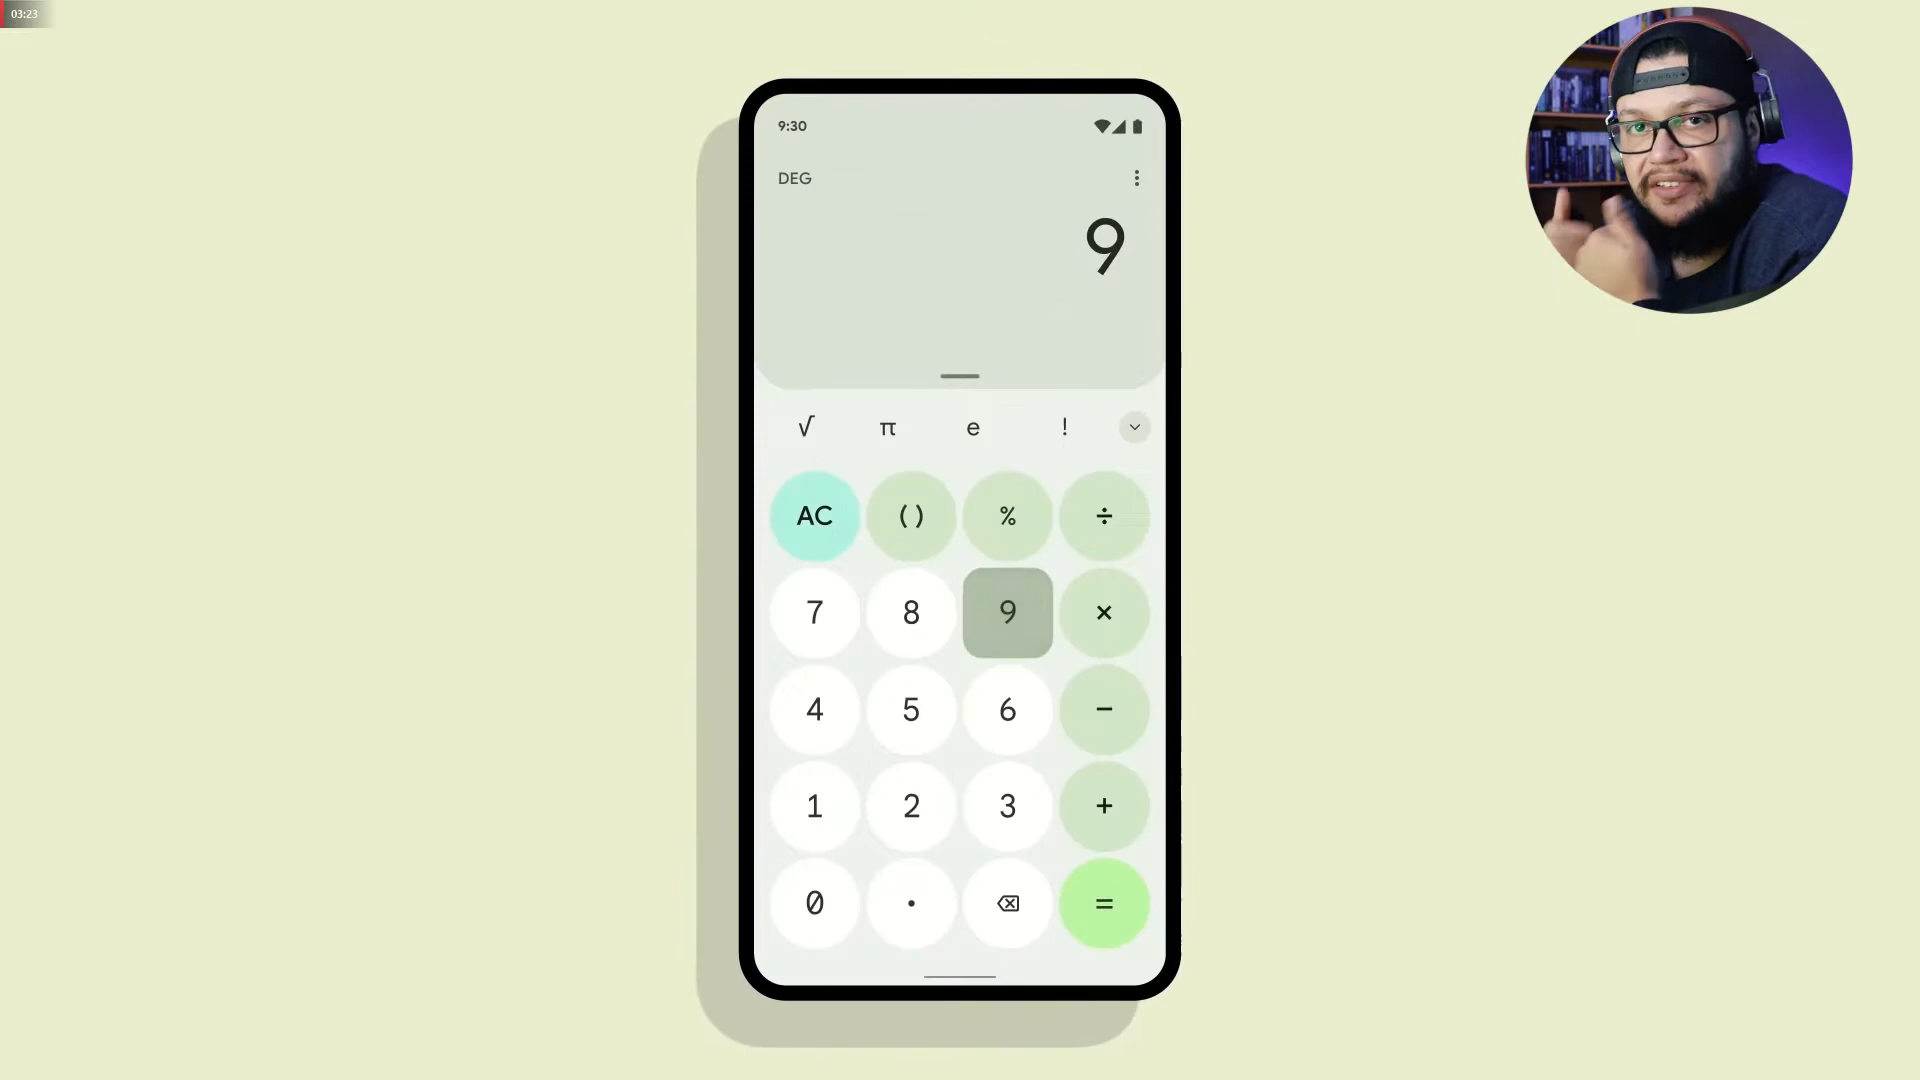 03:23
9:30
DEG
9
√ π e !
AC ( ) % ÷
7 8 9 ×
4 5 6 −
1 2 3 +
0 . =